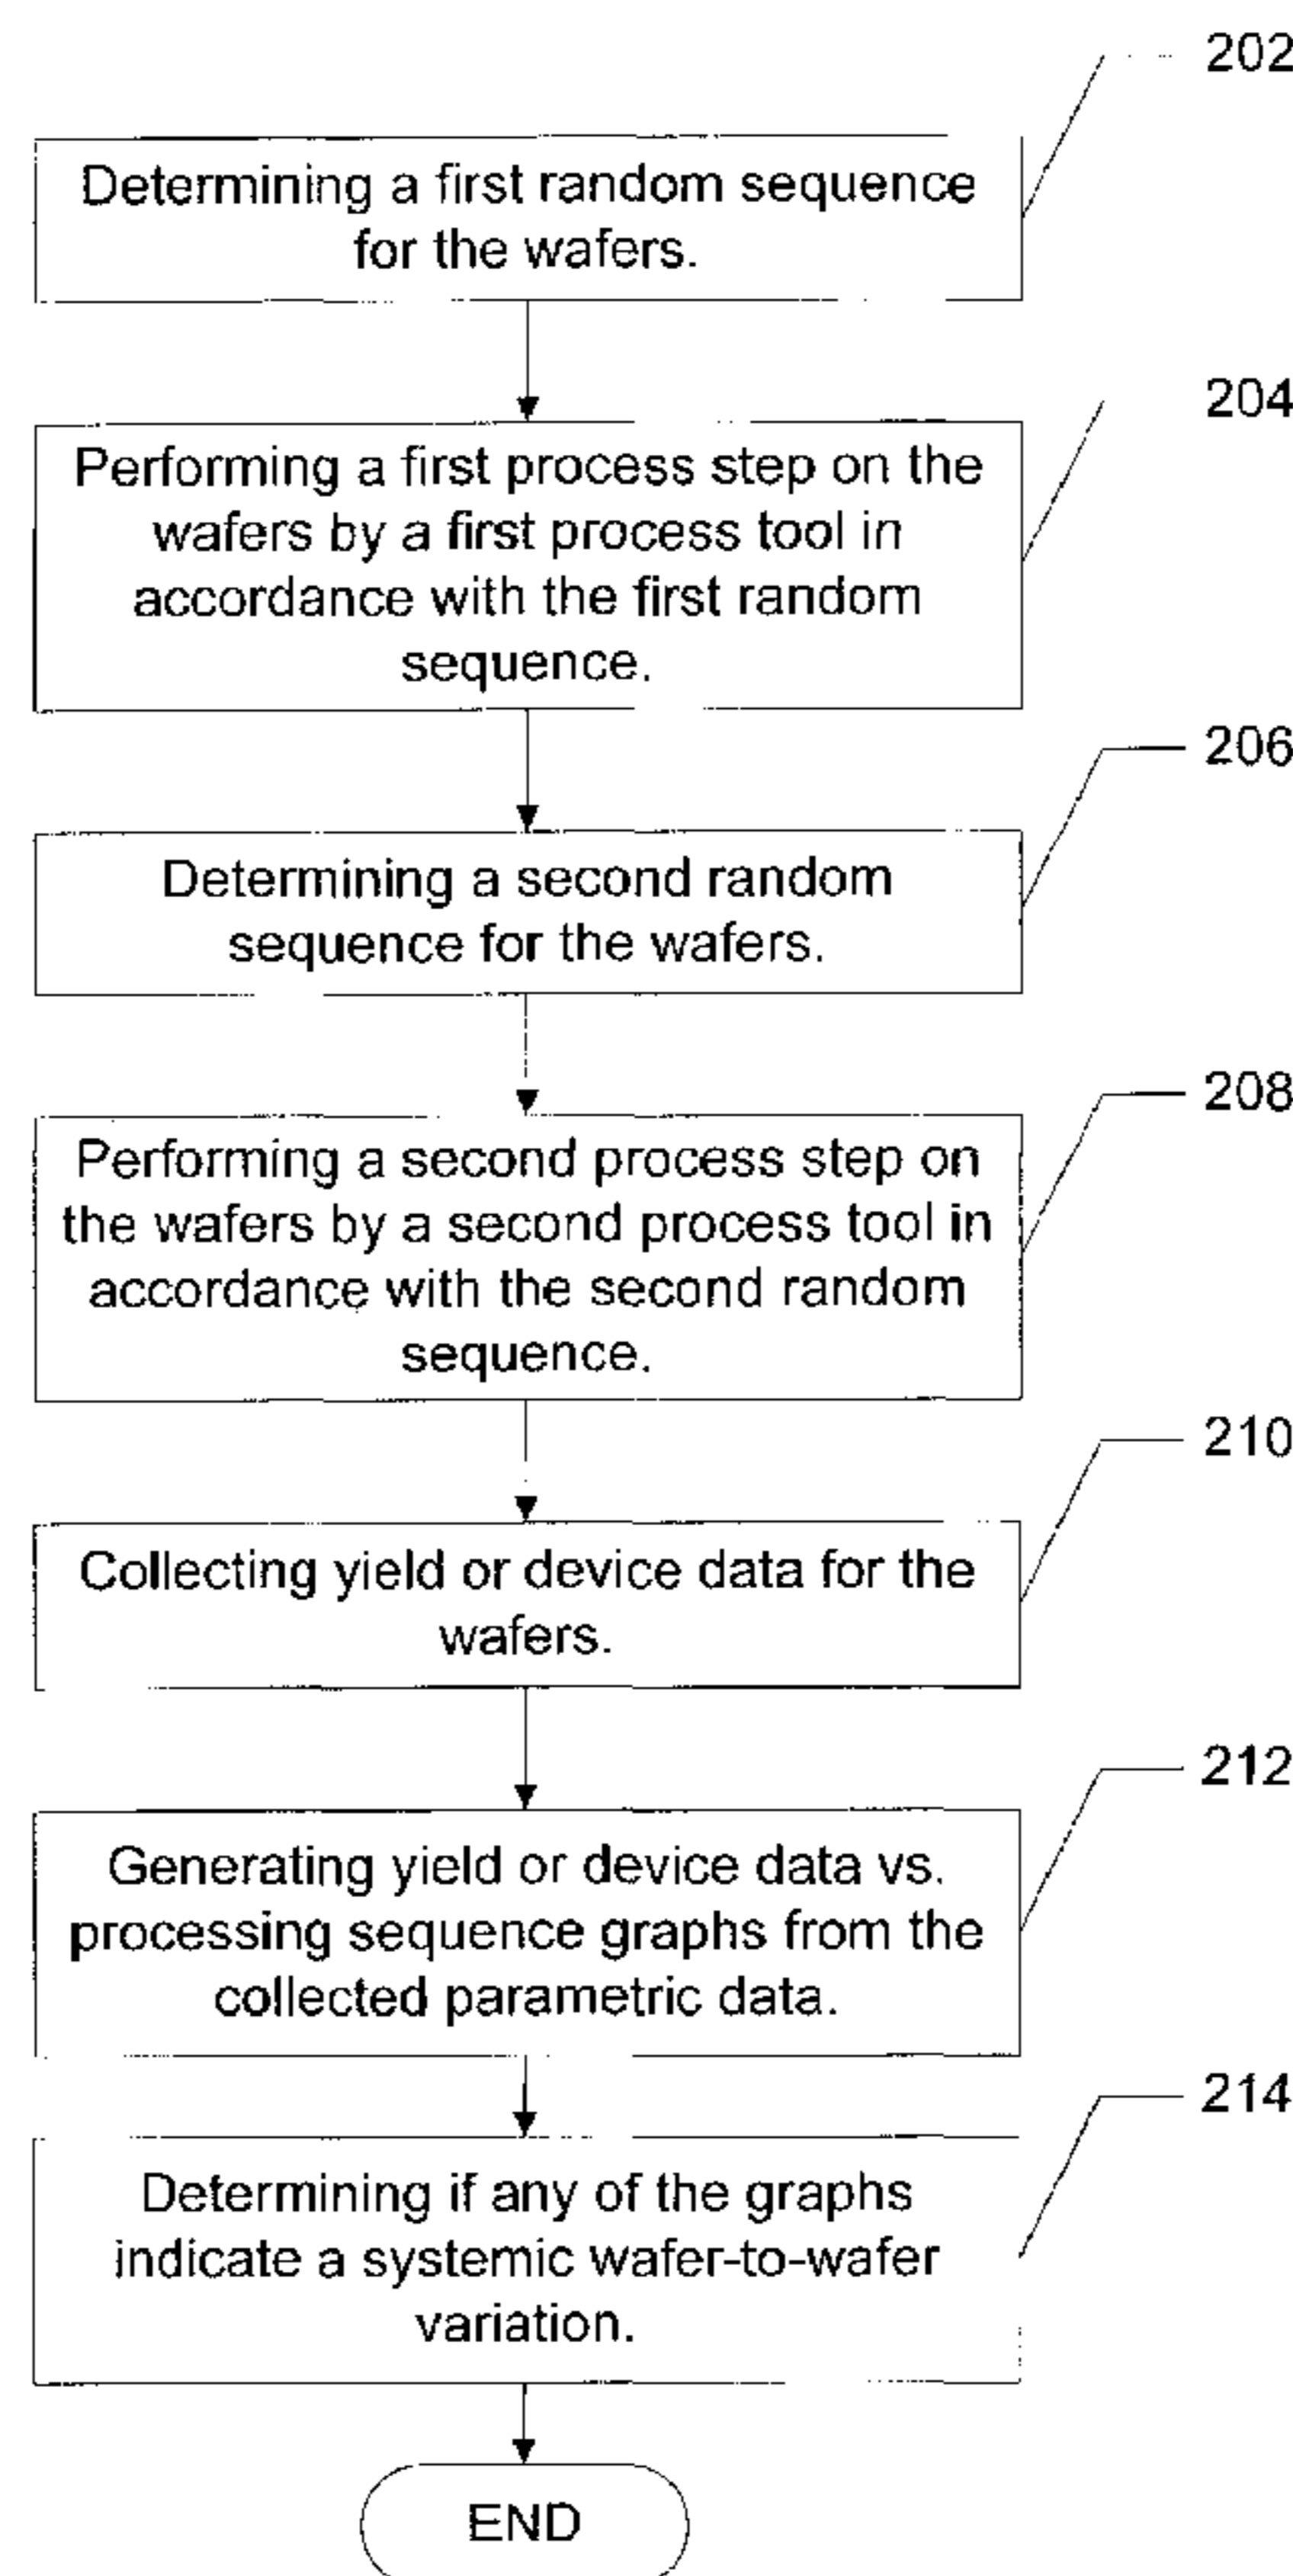 202
Determining a first random sequence
for the wafers.
204
Performing a first process step on the
wafers by a first process tool in
accordance with the first random
sequence.
206
Determining a second random
sequence for the wafers.
208
Performing a second process step on
the wafers by a second process tool in
accordance with the second random
sequence.
210
Collecting yield or device data for the
wafers.
212
Generating yield or device data vs.
processing sequence graphs from the
collected parametric data.
214
Determining if any of the graphs
indicate a systemic wafer-to-wafer
variation.
END